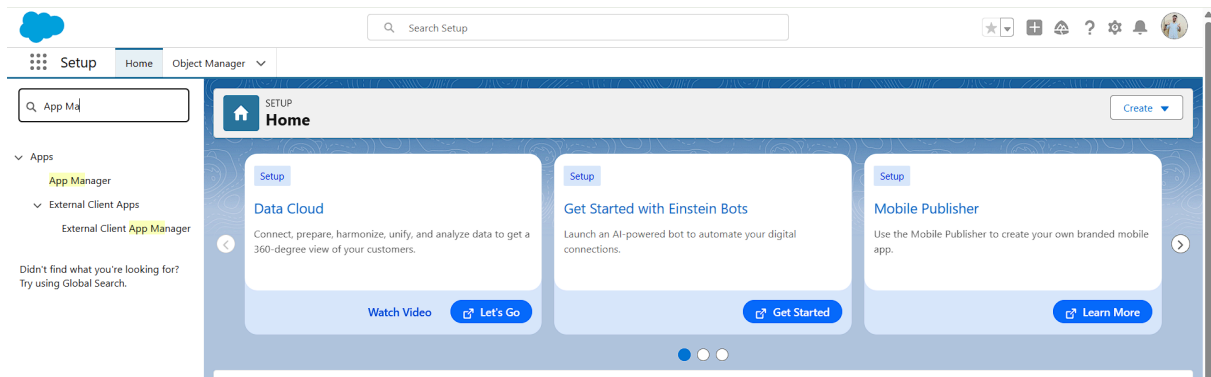 Search Setup
Setup
Home
Object Manager
App Ma
Apps
App Manager
External Client Apps
External Client App Manager
Didn't find what you're looking for?
Try using Global Search.
SETUP
Home
Create
Setup
Data Cloud
Connect, prepare, harmonize, unify, and analyze data to get a
360-degree view of your customers.
Watch Video
Let's Go
Setup
Get Started with Einstein Bots
Launch an AI-powered bot to automate your digital
connections.
Get Started
Setup
Mobile Publisher
Use the Mobile Publisher to create your own branded mobile
app.
Learn More